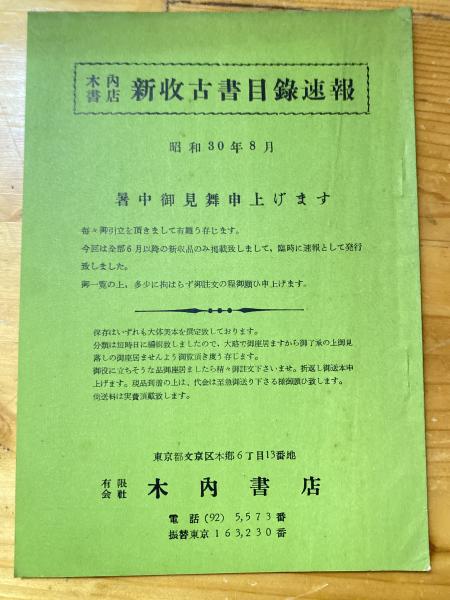 木内書店 新収古書目録速報
昭和30年8月
暑中御見舞申上げます
毎々御引立を頂きまして有難う存じます。
今回は全部6月以降の新収品のみ掲載致しまして、臨時に速報として発行
致しました。
御一覧の上、多少に拘はらず御註文の程御願ひ申上げます。
保存はいずれも大体美本を撰定致しております。
分類は短時日に編輯致しましたので、大略で御座居ますから御了承の上御見
落しの御座居ませんよう御覧頂き度う存じます。
御役に立ちそうな品御座居ましたら精々御註文下さいませ。折返し御送本申
上げます。現品到着の上は、代金は至急御送り下さる様御願ひ致します。
尚送料は実費頂戴致します。
東京都文京区本郷6丁目13番地
有限会社 木内書店
電話 (92) 5,573番
振替東京 163,230番